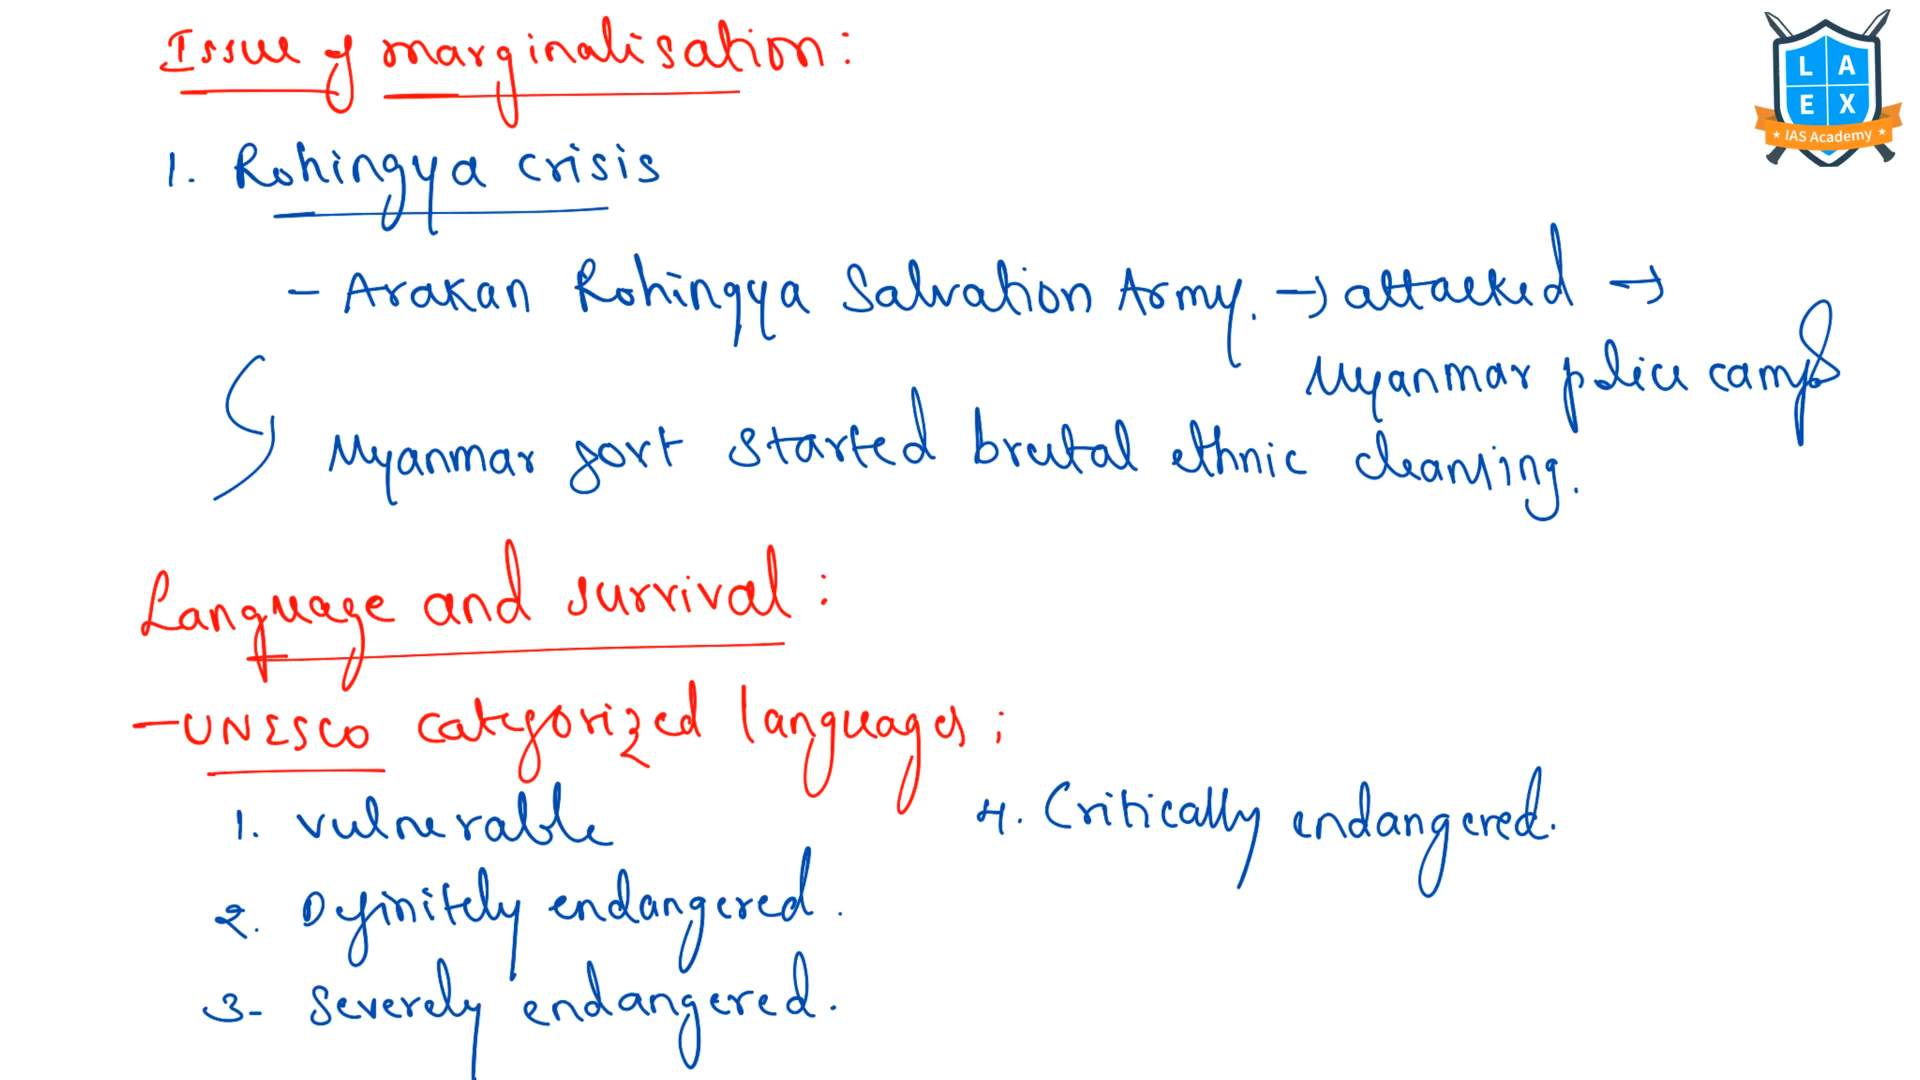 Issue of marginalisation:
1. Rohingya crisis
- Arakan Rohingya Salvation Army. → attacked →
Myanmar police camps
Myanmar govt started brutal ethnic cleansing.
Language and survival:
- UNESCO categorized languages;
1. vulnerable
2. Definitely endangered.
3- severely endangered.
4. Critically endangered.
L A
E X
IAS Academy